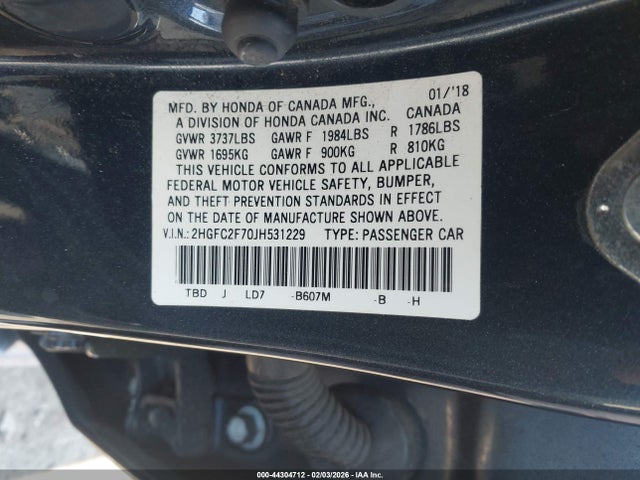 MFD. BY HONDA OF CANADA MFG., 01/'18
A DIVISION OF HONDA CANADA INC. CANADA
GVWR 3737LBS GAWR F 1984LBS R 1786LBS
GVWR 1695KG GAWR F 900KG R 810KG
THIS VEHICLE CONFORMS TO ALL APPLICABLE
FEDERAL MOTOR VEHICLE SAFETY, BUMPER,
AND THEFT PREVENTION STANDARDS IN EFFECT
ON THE DATE OF MANUFACTURE SHOWN ABOVE.
V.I.N.: 2HGFC2F70JH531229 TYPE: PASSENGER CAR
TBD J LD7 -B607M -B -H
000-44304712 - 02/03/2026 - IAA Inc.